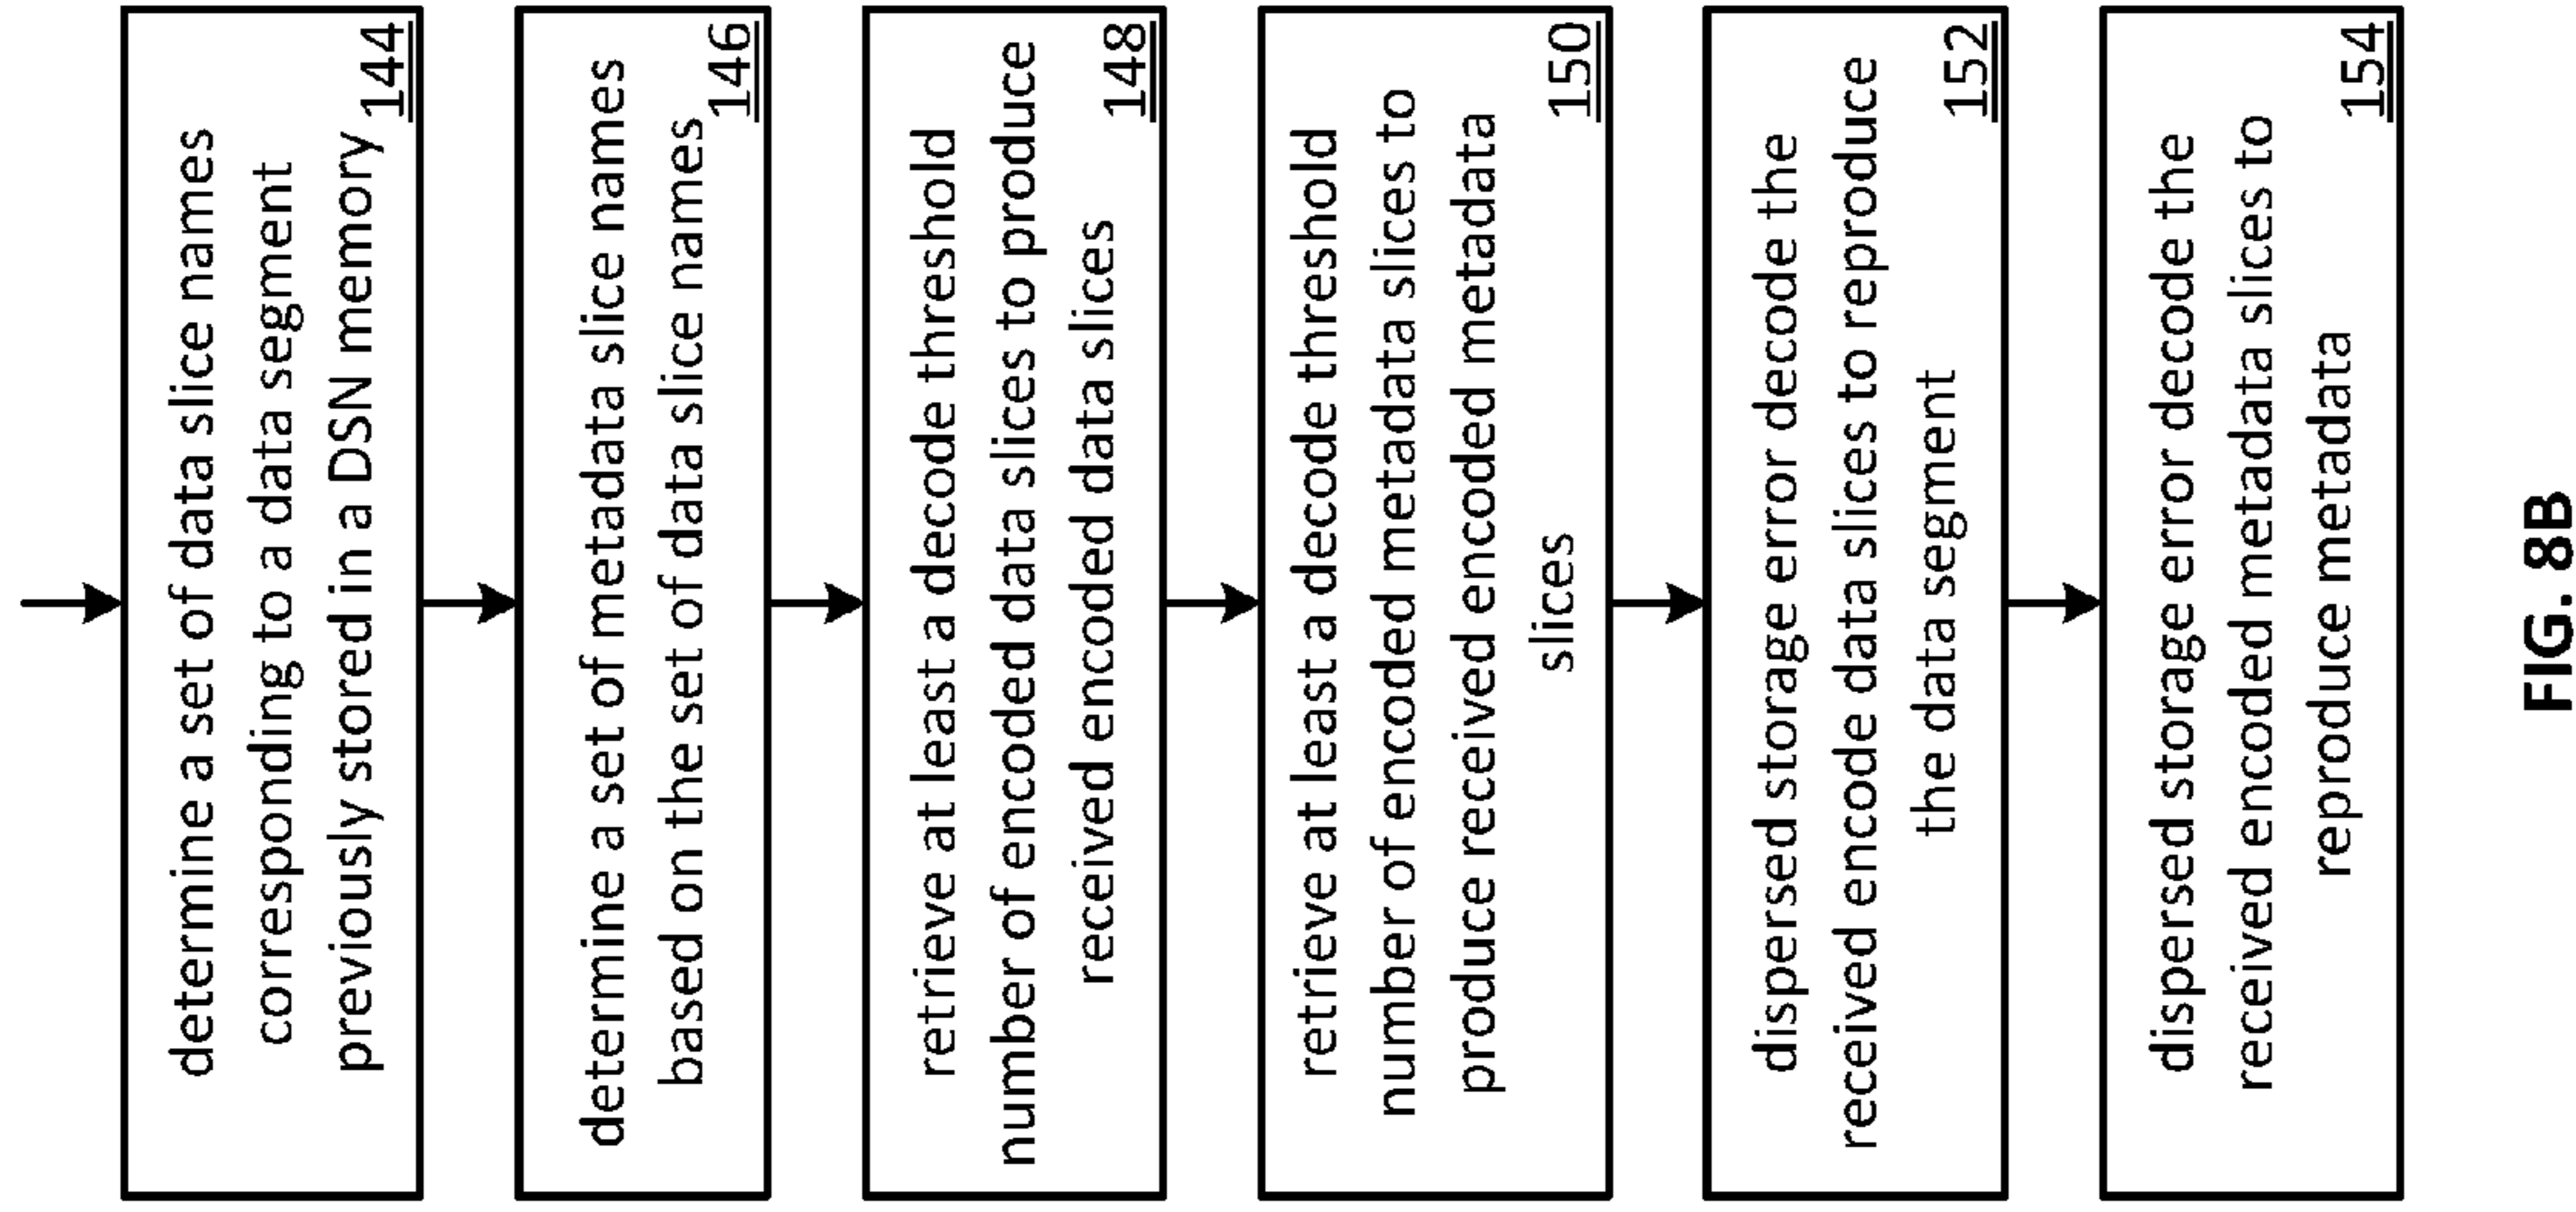 determine a set of data slice names
corresponding to a data segment
previously stored in a DSN memory
144
determine a set of metadata slice names
based on the set of data slice names
146
retrieve at least a decode threshold
number of encoded data slices to produce
received encoded data slices
148
retrieve at least a decode threshold
number of encoded metadata slices to
produce received encoded metadata
slices
150
dispersed storage error decode the
received encode data slices to reproduce
the data segment
152
dispersed storage error decode the
received encoded metadata slices to
reproduce metadata
154
FIG. 8B